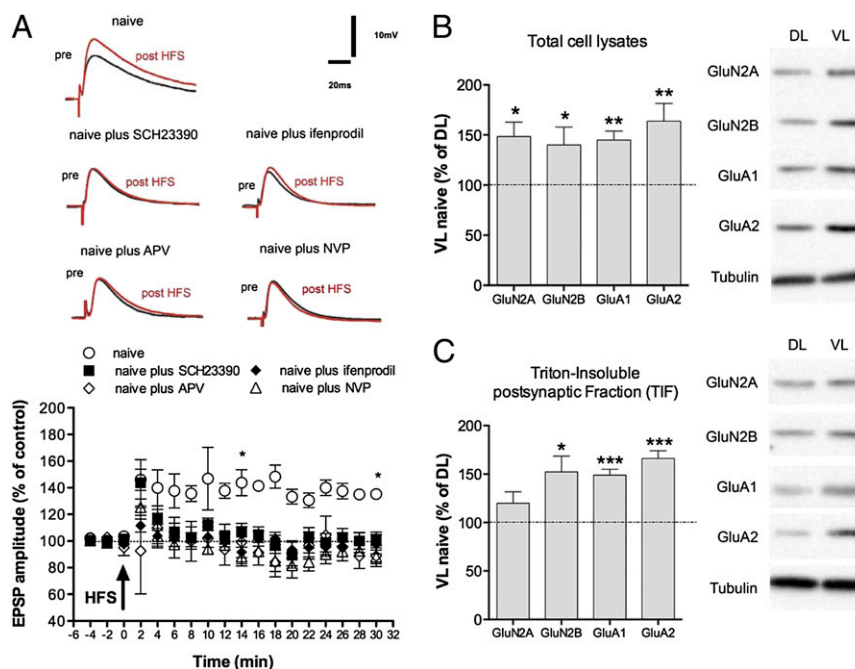 A
naive
pre
post HFS
10mV
20ms
naive plus SCH23390
naive plus ifenprodil
pre
post HFS
pre
post HFS
naive plus APV
naive plus NVP
pre
post HFS
pre
post HFS
naive
naive plus SCH23390
naive plus ifenprodil
naive plus APV
naive plus NVP
EPSP amplitude (% of control)
160
140
120
100
80
60
40
*
*
HFS
-6 -4 -2 0 2 4 6 8 10 12 14 16 18 20 22 24 26 28 30 32
Time (min)
B
Total cell lysates
VL naive (% of DL)
200
150
100
50
0
* * ** **
GluN2A GluN2B GluA1 GluA2
DL VL
GluN2A
GluN2B
GluA1
GluA2
Tubulin
C
Triton-Insoluble
postsynaptic Fraction (TIF)
VL naive (% of DL)
200
150
100
50
0
* *** ***
GluN2A GluN2B GluA1 GluA2
DL VL
GluN2A
GluN2B
GluA1
GluA2
Tubulin